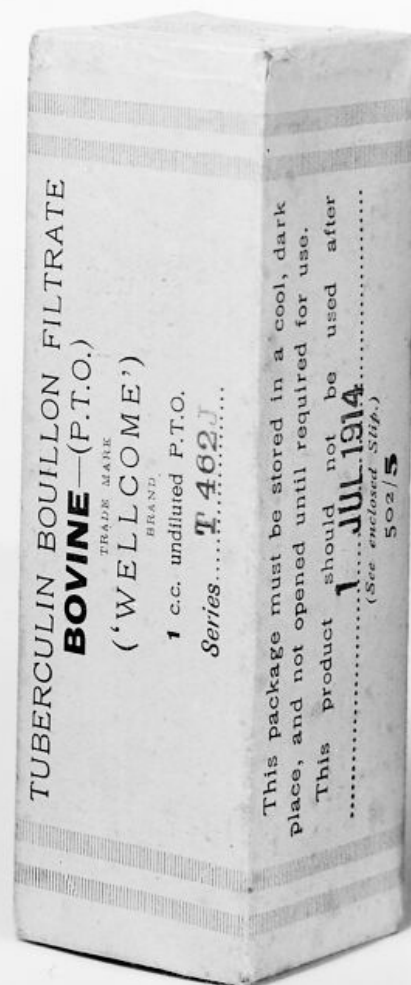 TUBERCULIN BOUILLON FILTRATE
BOVINE—(P.T.O.)
TRADE MARK
('WELLCOME')
BRAND
1 c.c. undiluted P.T.O.
Series......T 462J......
This package must be stored in a cool, dark
place, and not opened until required for use.
This product should not be used after
......1 JUL 1914......
(See enclosed Slip.)
502/5